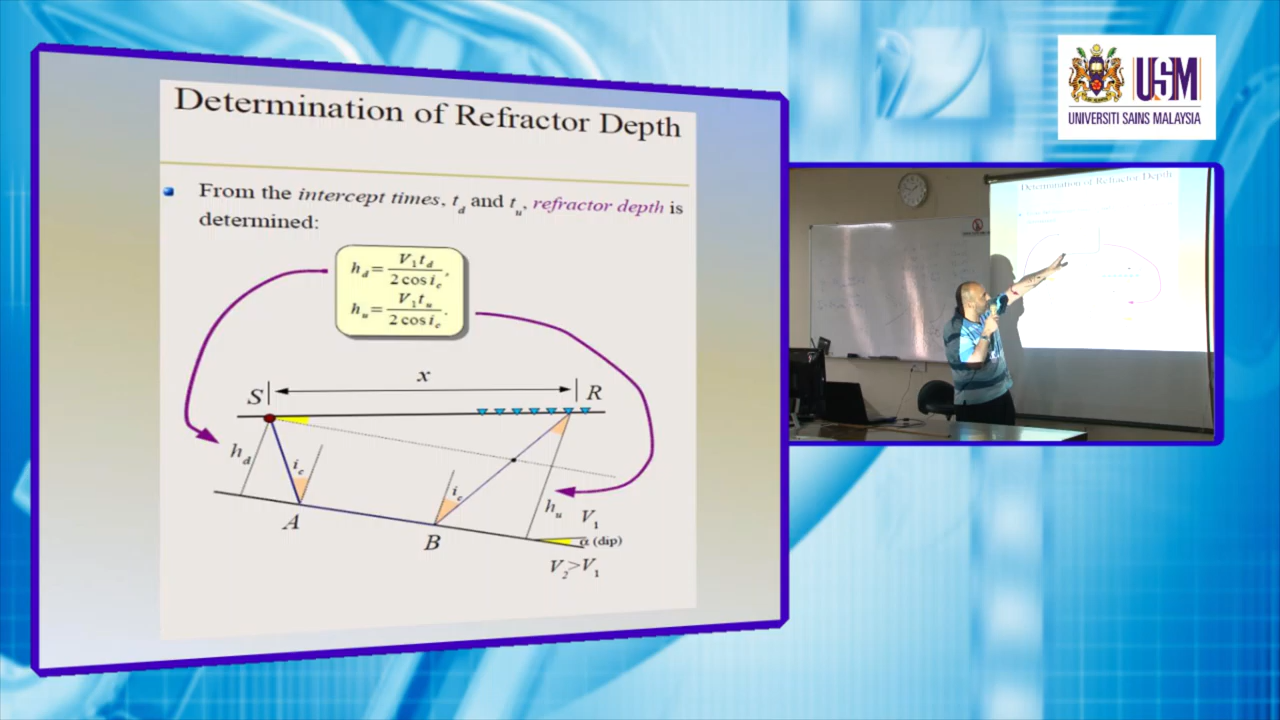 Determination of Refractor Depth
From the intercept times, t_d and t_u, refractor depth is
determined:
h_d = V_1 t_d / 2 cos i_c,
h_u = V_1 t_u / 2 cos i_c.
x
S
R
h_d
i_c
i_c
h_u
V_1
A
B
α (dip)
V_2>V_1
USM
UNIVERSITI SAINS MALAYSIA
Determination of Refractor Depth